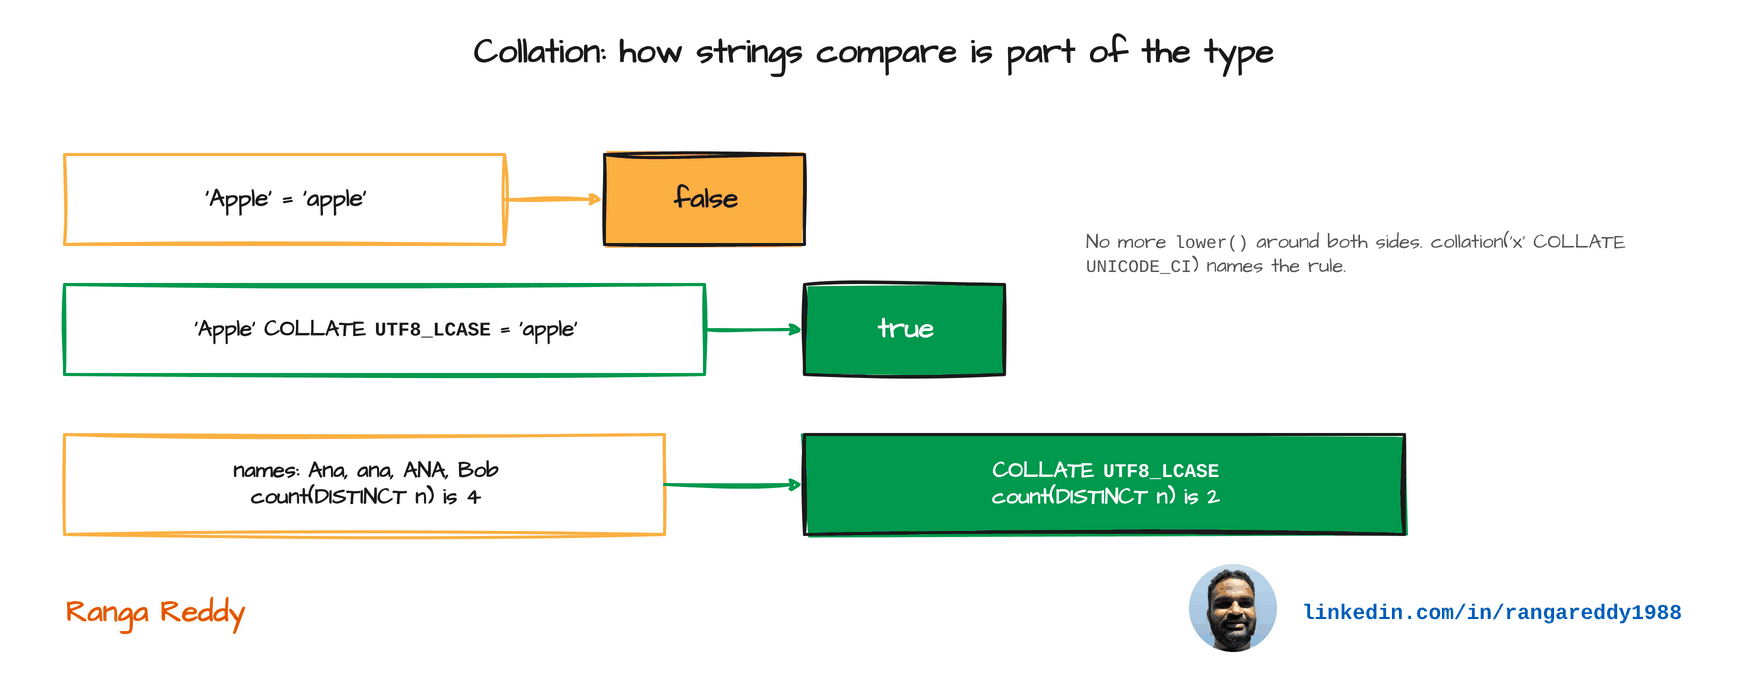 Collation: how strings compare is part of the type
'Apple' = 'apple'
false
No more lower() around both sides. collation('x' COLLATE
UNICODE_CI) names the rule.
'Apple' COLLATE UTF8_LCASE = 'apple'
true
names: Ana, ana, ANA, Bob
count(DISTINCT n) is 4
COLLATE UTF8_LCASE
count(DISTINCT n) is 2
Ranga Reddy
linkedin.com/in/rangareddy1988